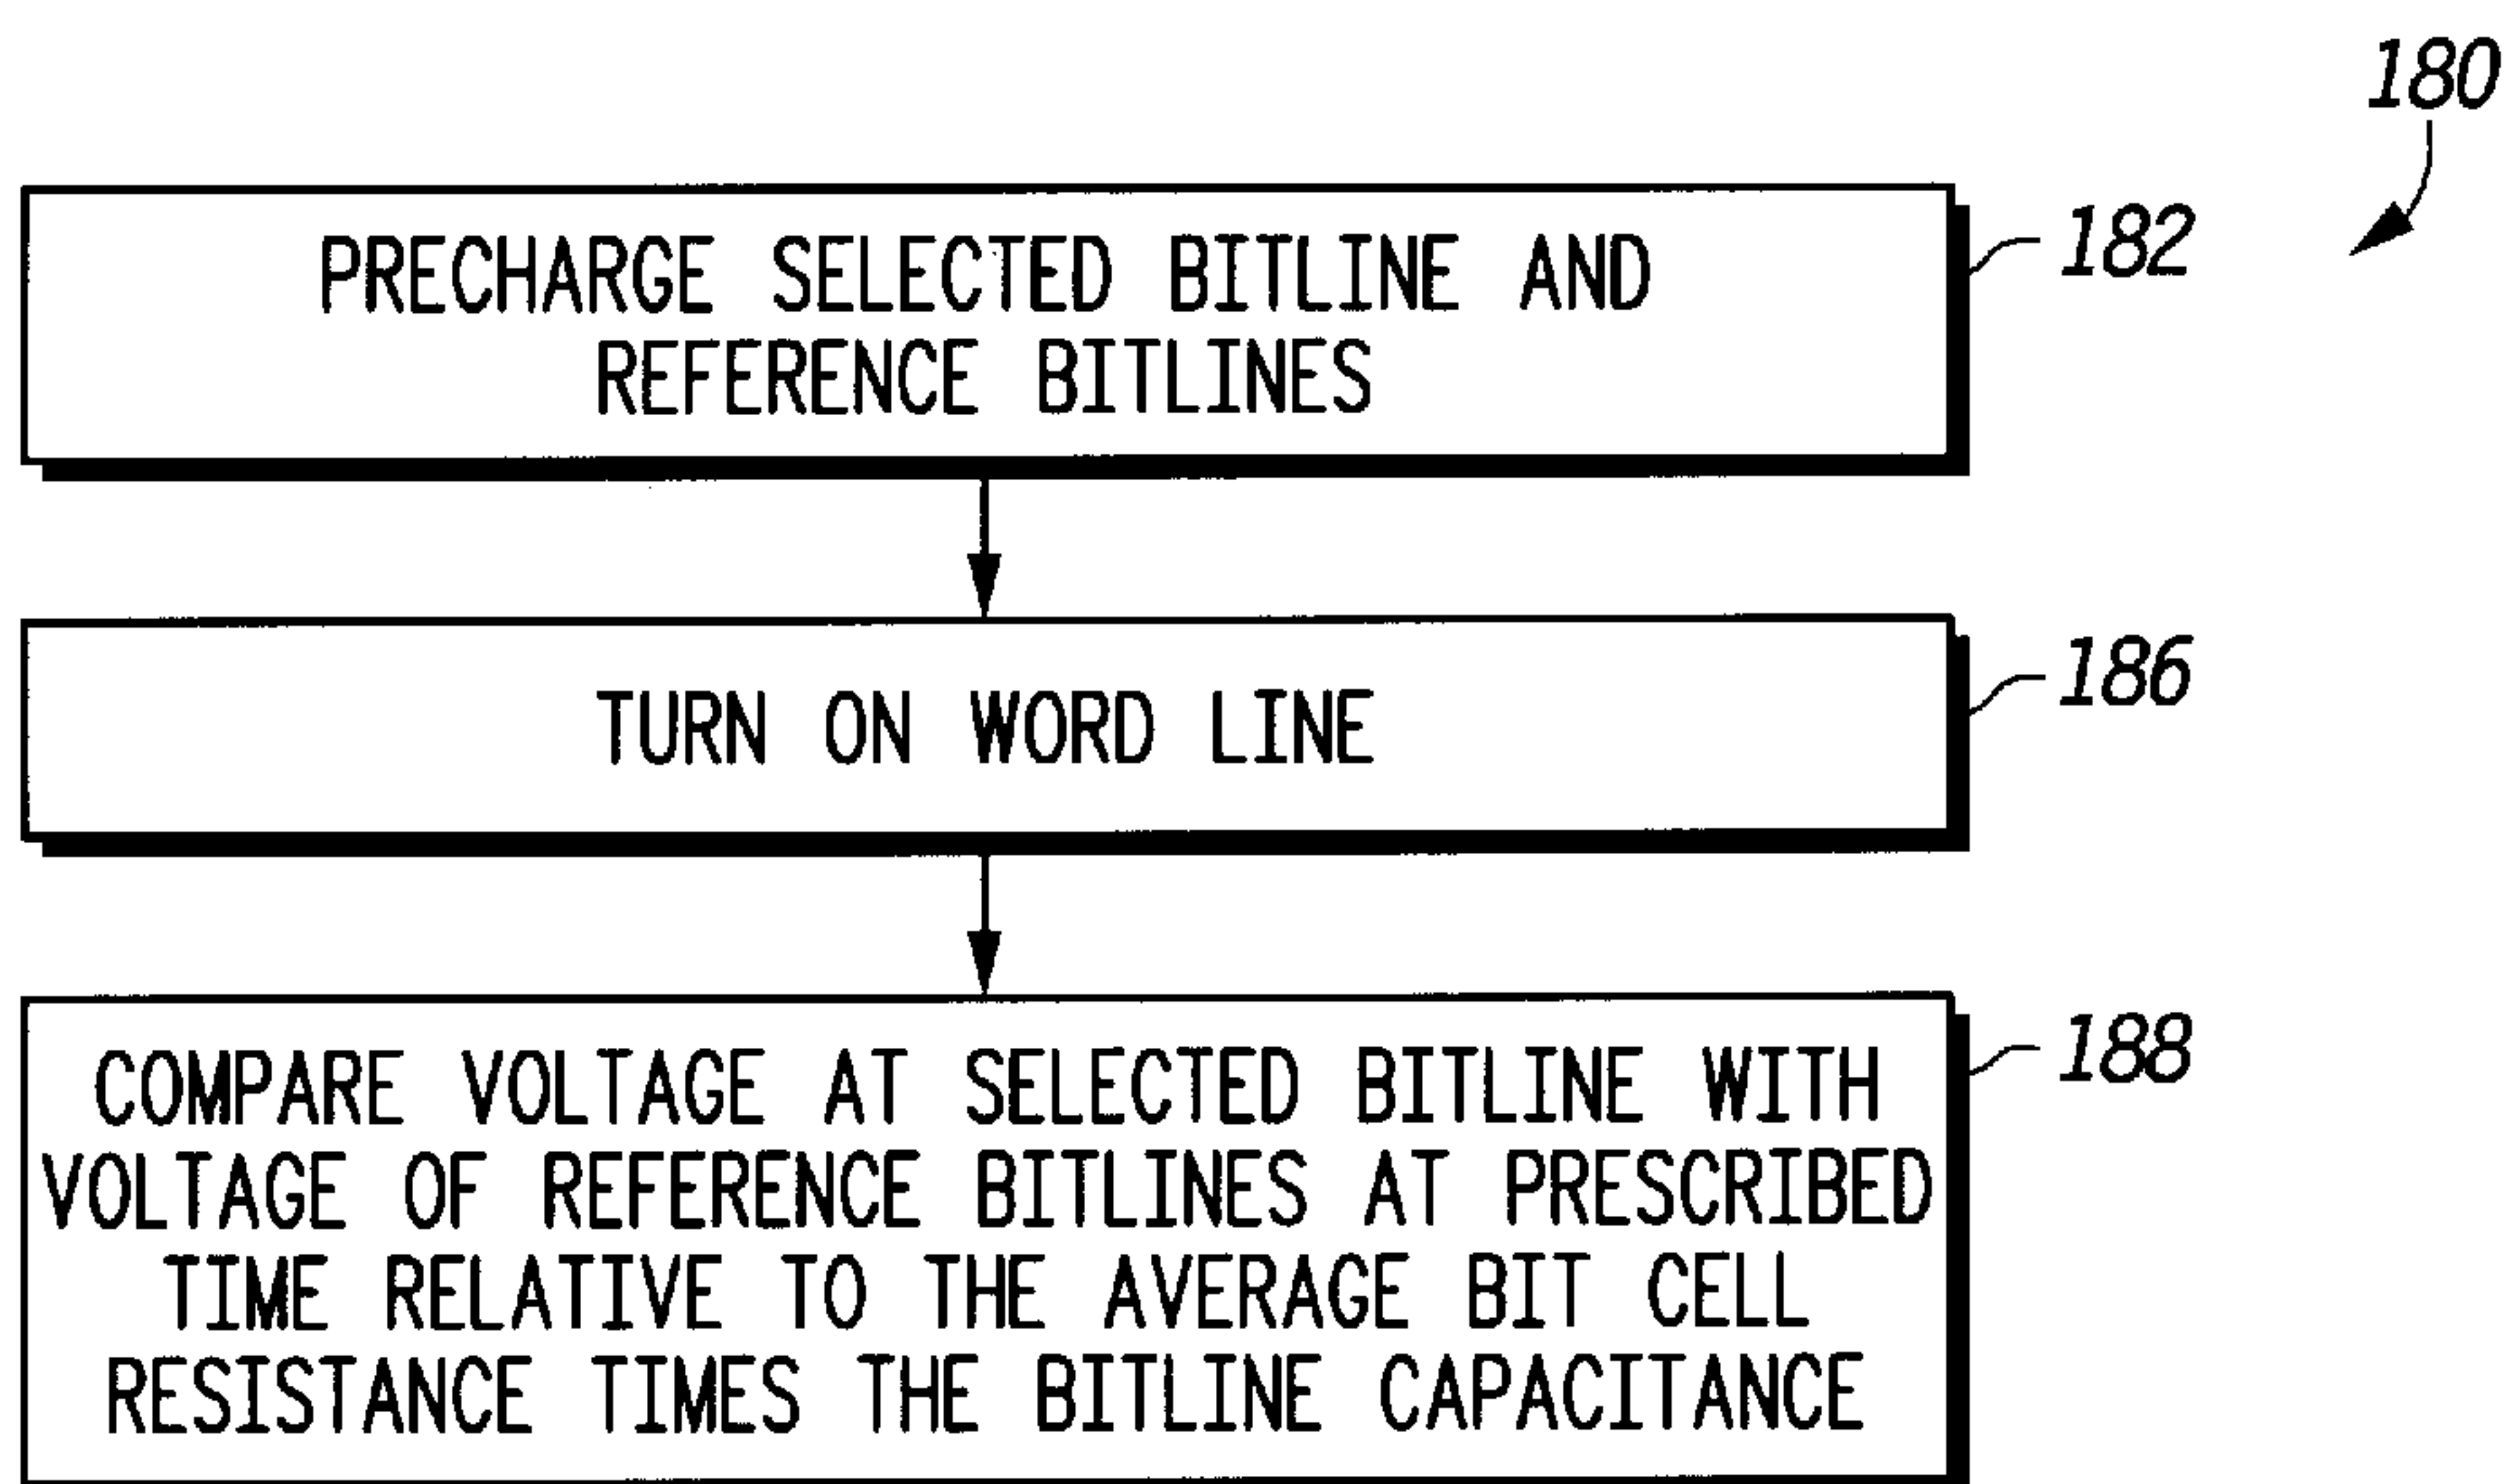 180
PRECHARGE SELECTED BITLINE AND
REFERENCE BITLINES
182
TURN ON WORD LINE
186
COMPARE VOLTAGE AT SELECTED BITLINE WITH
VOLTAGE OF REFERENCE BITLINES AT PRESCRIBED
TIME RELATIVE TO THE AVERAGE BIT CELL
RESISTANCE TIMES THE BITLINE CAPACITANCE
188